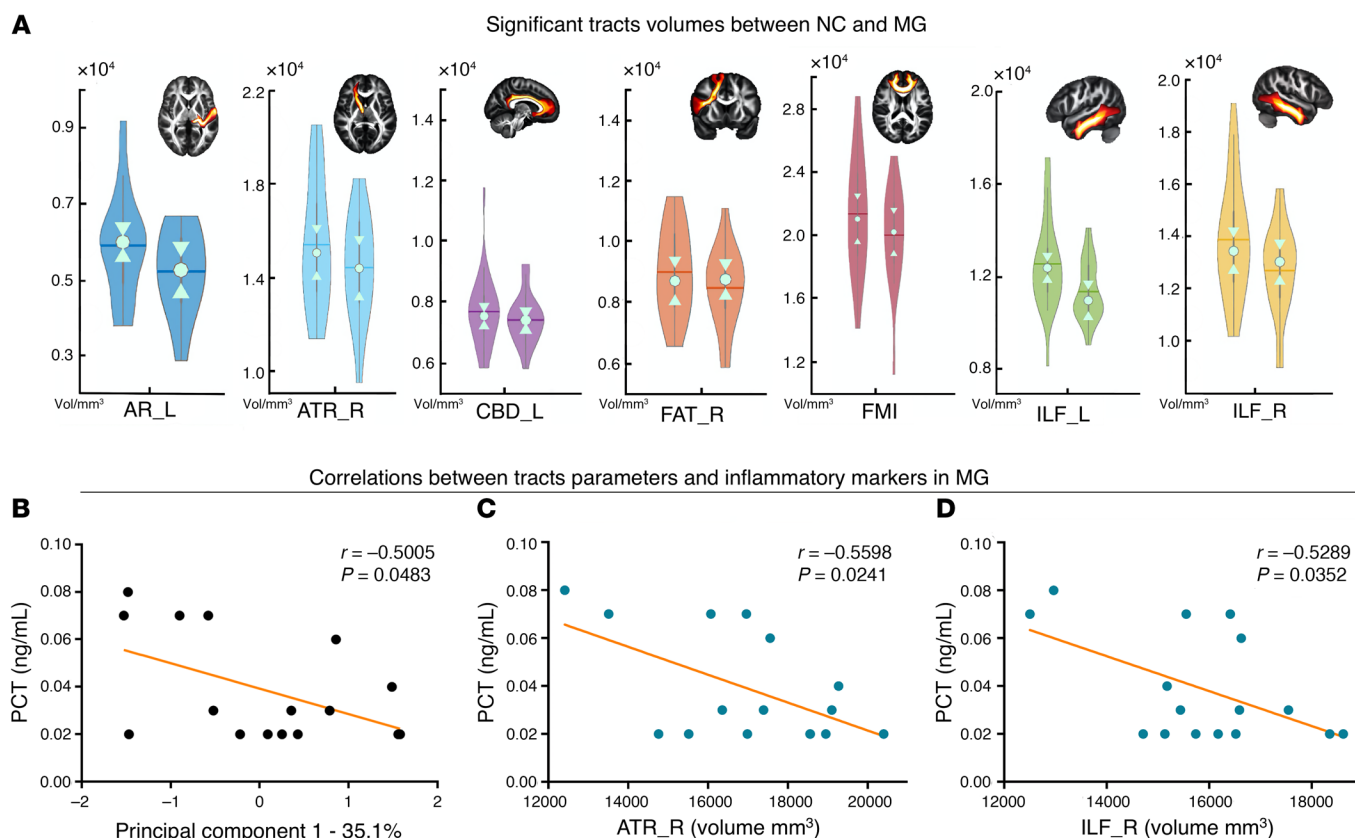 A
Significant tracts volumes between NC and MG
×10⁴
0.9
0.7
0.5
0.3
Vol/mm³
AR_L
×10⁴
2.2
1.8
1.4
1.0
Vol/mm³
ATR_R
×10⁴
1.4
1.2
1.0
0.8
0.6
Vol/mm³
CBD_L
×10⁴
1.4
1.2
1.0
0.8
0.6
Vol/mm³
FAT_R
×10⁴
2.8
2.4
2.0
1.6
1.2
Vol/mm³
FMI
×10⁴
2.0
1.6
1.2
0.8
Vol/mm³
ILF_L
×10⁴
2.0
1.8
1.6
1.4
1.2
1.0
Vol/mm³
ILF_R
Correlations between tracts parameters and inflammatory markers in MG
B
PCT (ng/mL)
0.10
0.08
0.06
0.04
0.02
0.00
r = –0.5005
P = 0.0483
–2
–1
0
1
2
Principal component 1 - 35.1%
C
PCT (ng/mL)
0.10
0.08
0.06
0.04
0.02
0.00
r = –0.5598
P = 0.0241
12000
14000
16000
18000
20000
ATR_R (volume mm³)
D
PCT (ng/mL)
0.10
0.08
0.06
0.04
0.02
0.00
r = –0.5289
P = 0.0352
12000
14000
16000
18000
ILF_R (volume mm³)